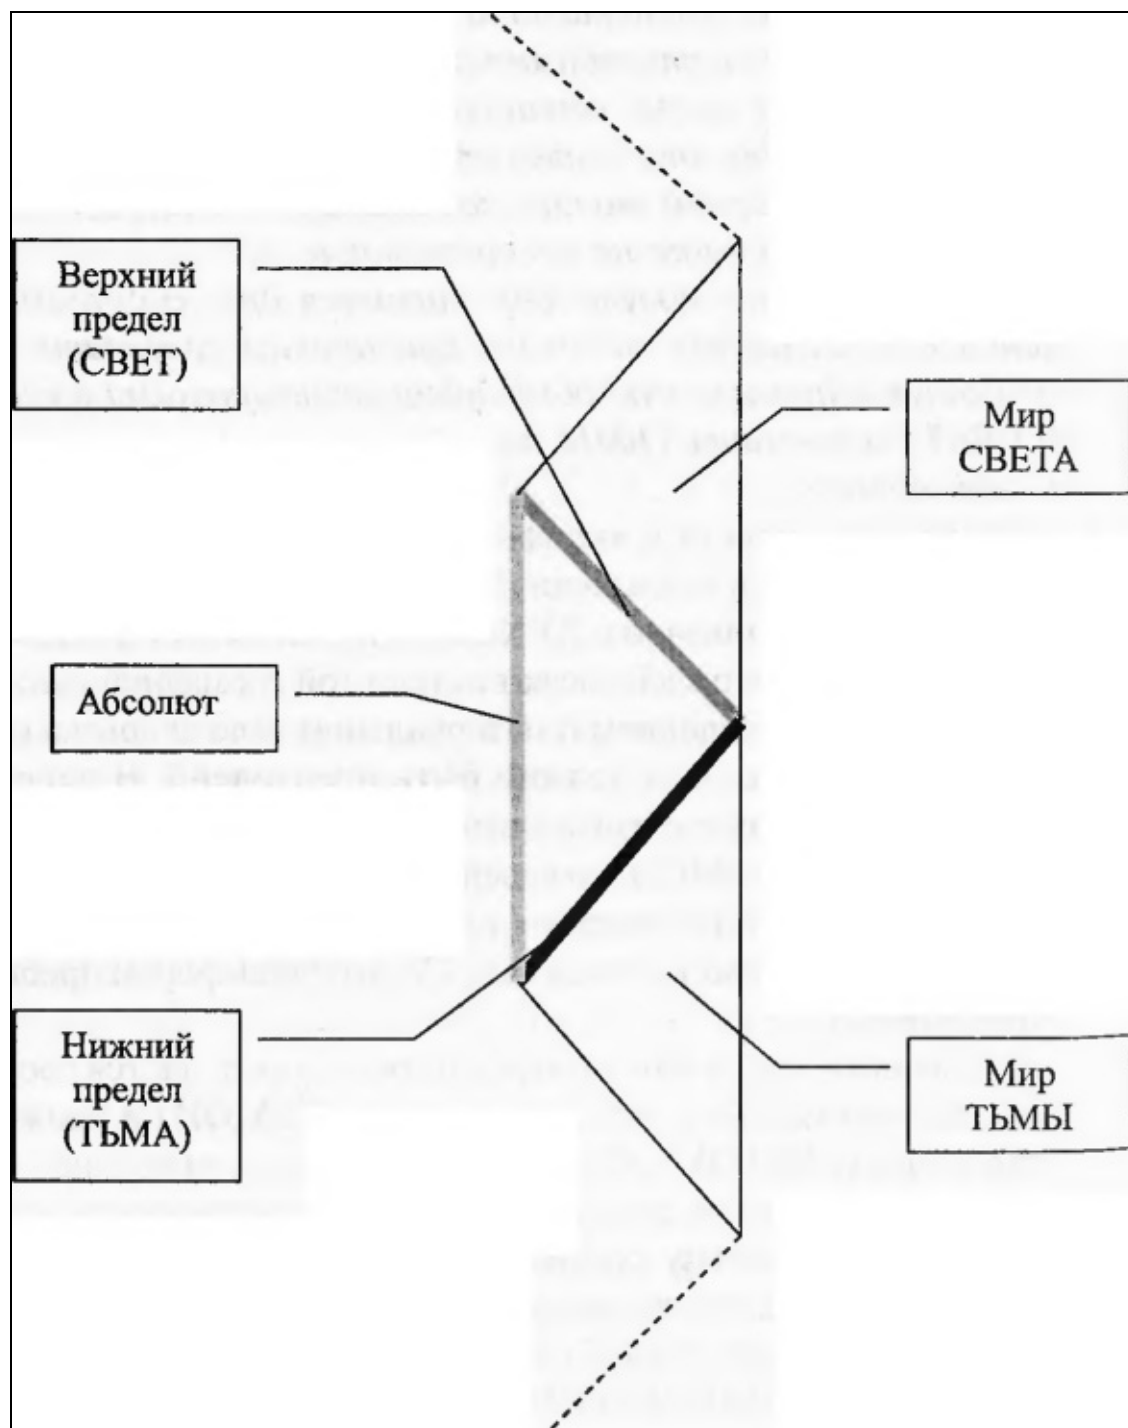 Верхний
предел
(СВЕТ)
Мир
СВЕТА
Абсолют
Нижний
предел
(ТЬМА)
Мир
ТЬМЫ